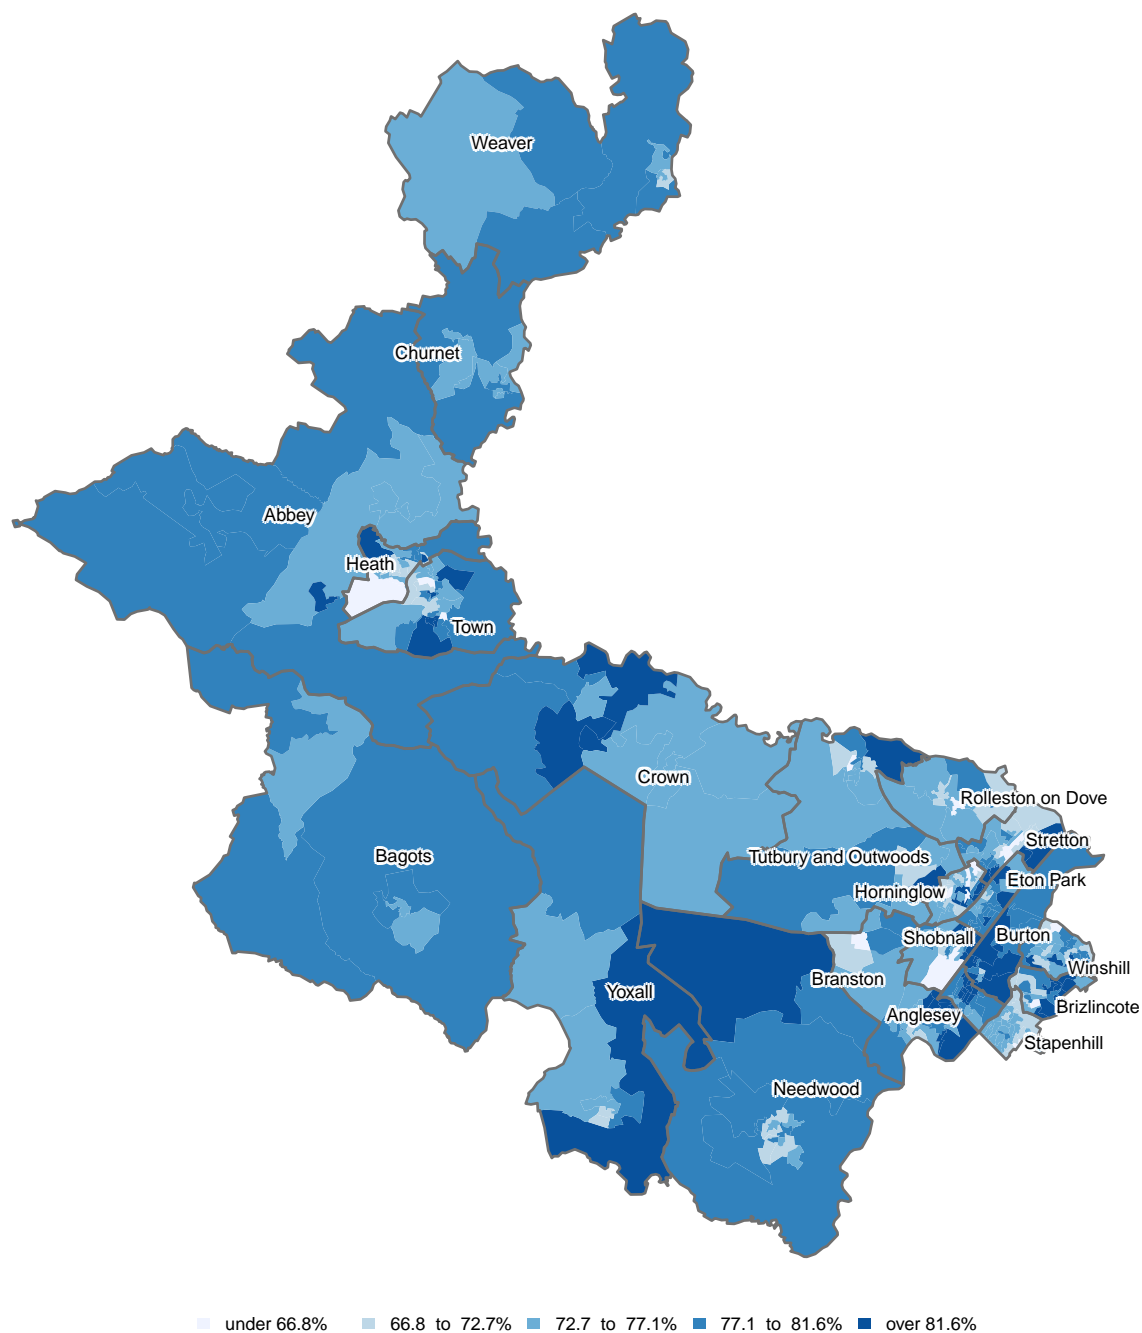 Weaver
Churnet
Abbey
Heath
Town
Crown
Rolleston on Dove
Stretton
Tutbury and Outwoods
Bagots
Eton Park
Horninglow
Shobnall
Burton
Winshill
Branston
Yoxall
Brizlincote
Anglesey
Stapenhill
Needwood
under 66.8% 66.8 to 72.7% 72.7 to 77.1% 77.1 to 81.6% over 81.6%